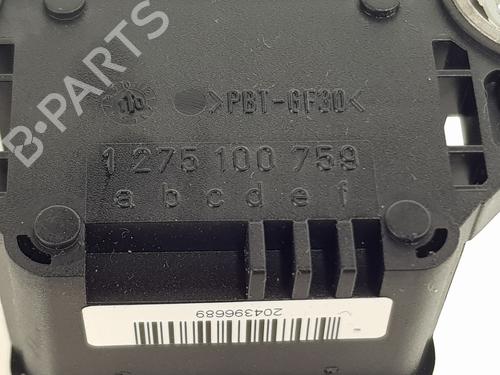 B-PARTS
>PBT-GF30<
1 275 100 759
a b c d e f
204396689